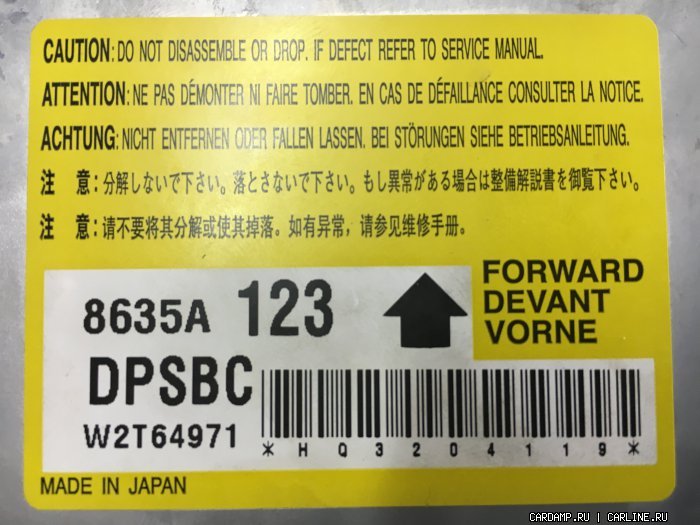 CAUTION: DO NOT DISASSEMBLE OR DROP. IF DEFECT REFER TO SERVICE MANUAL.
ATTENTION: NE PAS DÉMONTER NI FAIRE TOMBER. EN CAS DE DÉFAILLANCE CONSULTER LA NOTICE.
ACHTUNG: NICHT ENTFERNEN ODER FALLEN LASSEN. BEI STÖRUNGEN SIEHE BETRIEBSANLEITUNG.
注 意：分解しないで下さい。落とさないで下さい。もし異常がある場合は整備解説書を御覧下さい。
注 意：请不要将其分解或使其掉落。如有异常，请参见维修手册。
8635A 123
FORWARD
DEVANT
VORNE
DPSBC
W2T64971
*HQ3204119*
MADE IN JAPAN
CARDAMP.RU | CARLINE.RU